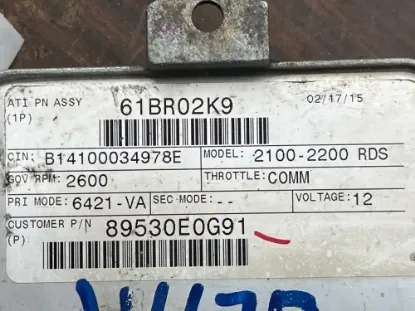 ATI PN ASSY 61BR02K9 02/17/15
(1P)
CIN: B14100034978E MODEL: 2100-2200 RDS
GOV RPM: 2600 THROTTLE: COMM
PRI MODE: 6421-VA SEC MODE: -- VOLTAGE: 12
CUSTOMER P/N 89530E0G91
(P)